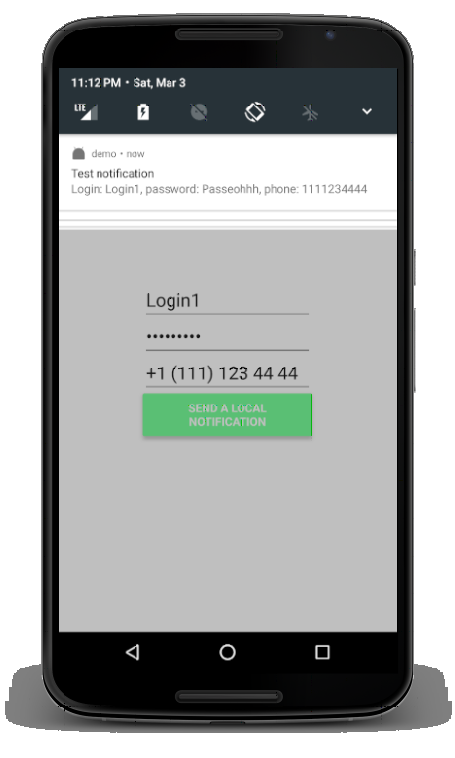 11:12 PM • Sat, Mar 3
LTE
demo • now
Test notification
Login: Login1, password: Passeohhh, phone: 1111234444
Login1
•••••••••
+1 (111) 123 44 44
SEND A LOCAL
NOTIFICATION